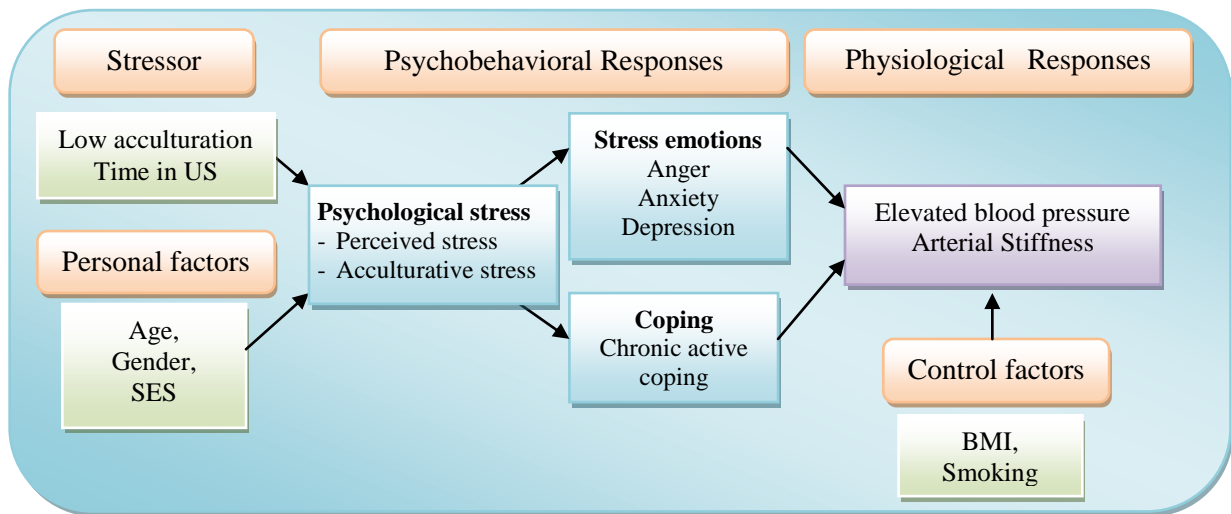 Stressor
Psychobehavioral Responses
Physiological Responses
Low acculturation
Time in US
Personal factors
Age,
Gender,
SES
Psychological stress
- Perceived stress
- Acculturative stress
Stress emotions
Anger
Anxiety
Depression
Coping
Chronic active
coping
Elevated blood pressure
Arterial Stiffness
Control factors
BMI,
Smoking